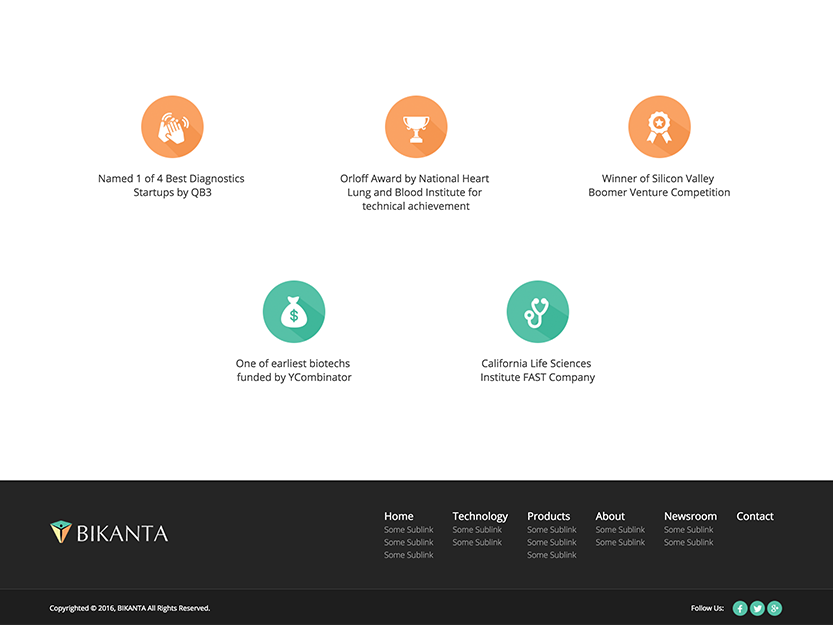 Named 1 of 4 Best Diagnostics
Startups by QB3
Orloff Award by National Heart
Lung and Blood Institute for
technical achievement
Winner of Silicon Valley
Boomer Venture Competition
$
One of earliest biotechs
funded by YCombinator
California Life Sciences
Institute FAST Company
BIKANTA
Home
Some Sublink
Some Sublink
Some Sublink
Technology
Some Sublink
Some Sublink
Products
Some Sublink
Some Sublink
Some Sublink
About
Some Sublink
Some Sublink
Newsroom
Some Sublink
Some Sublink
Contact
Copyrighted © 2016, BIKANTA All Rights Reserved.
Follow Us: